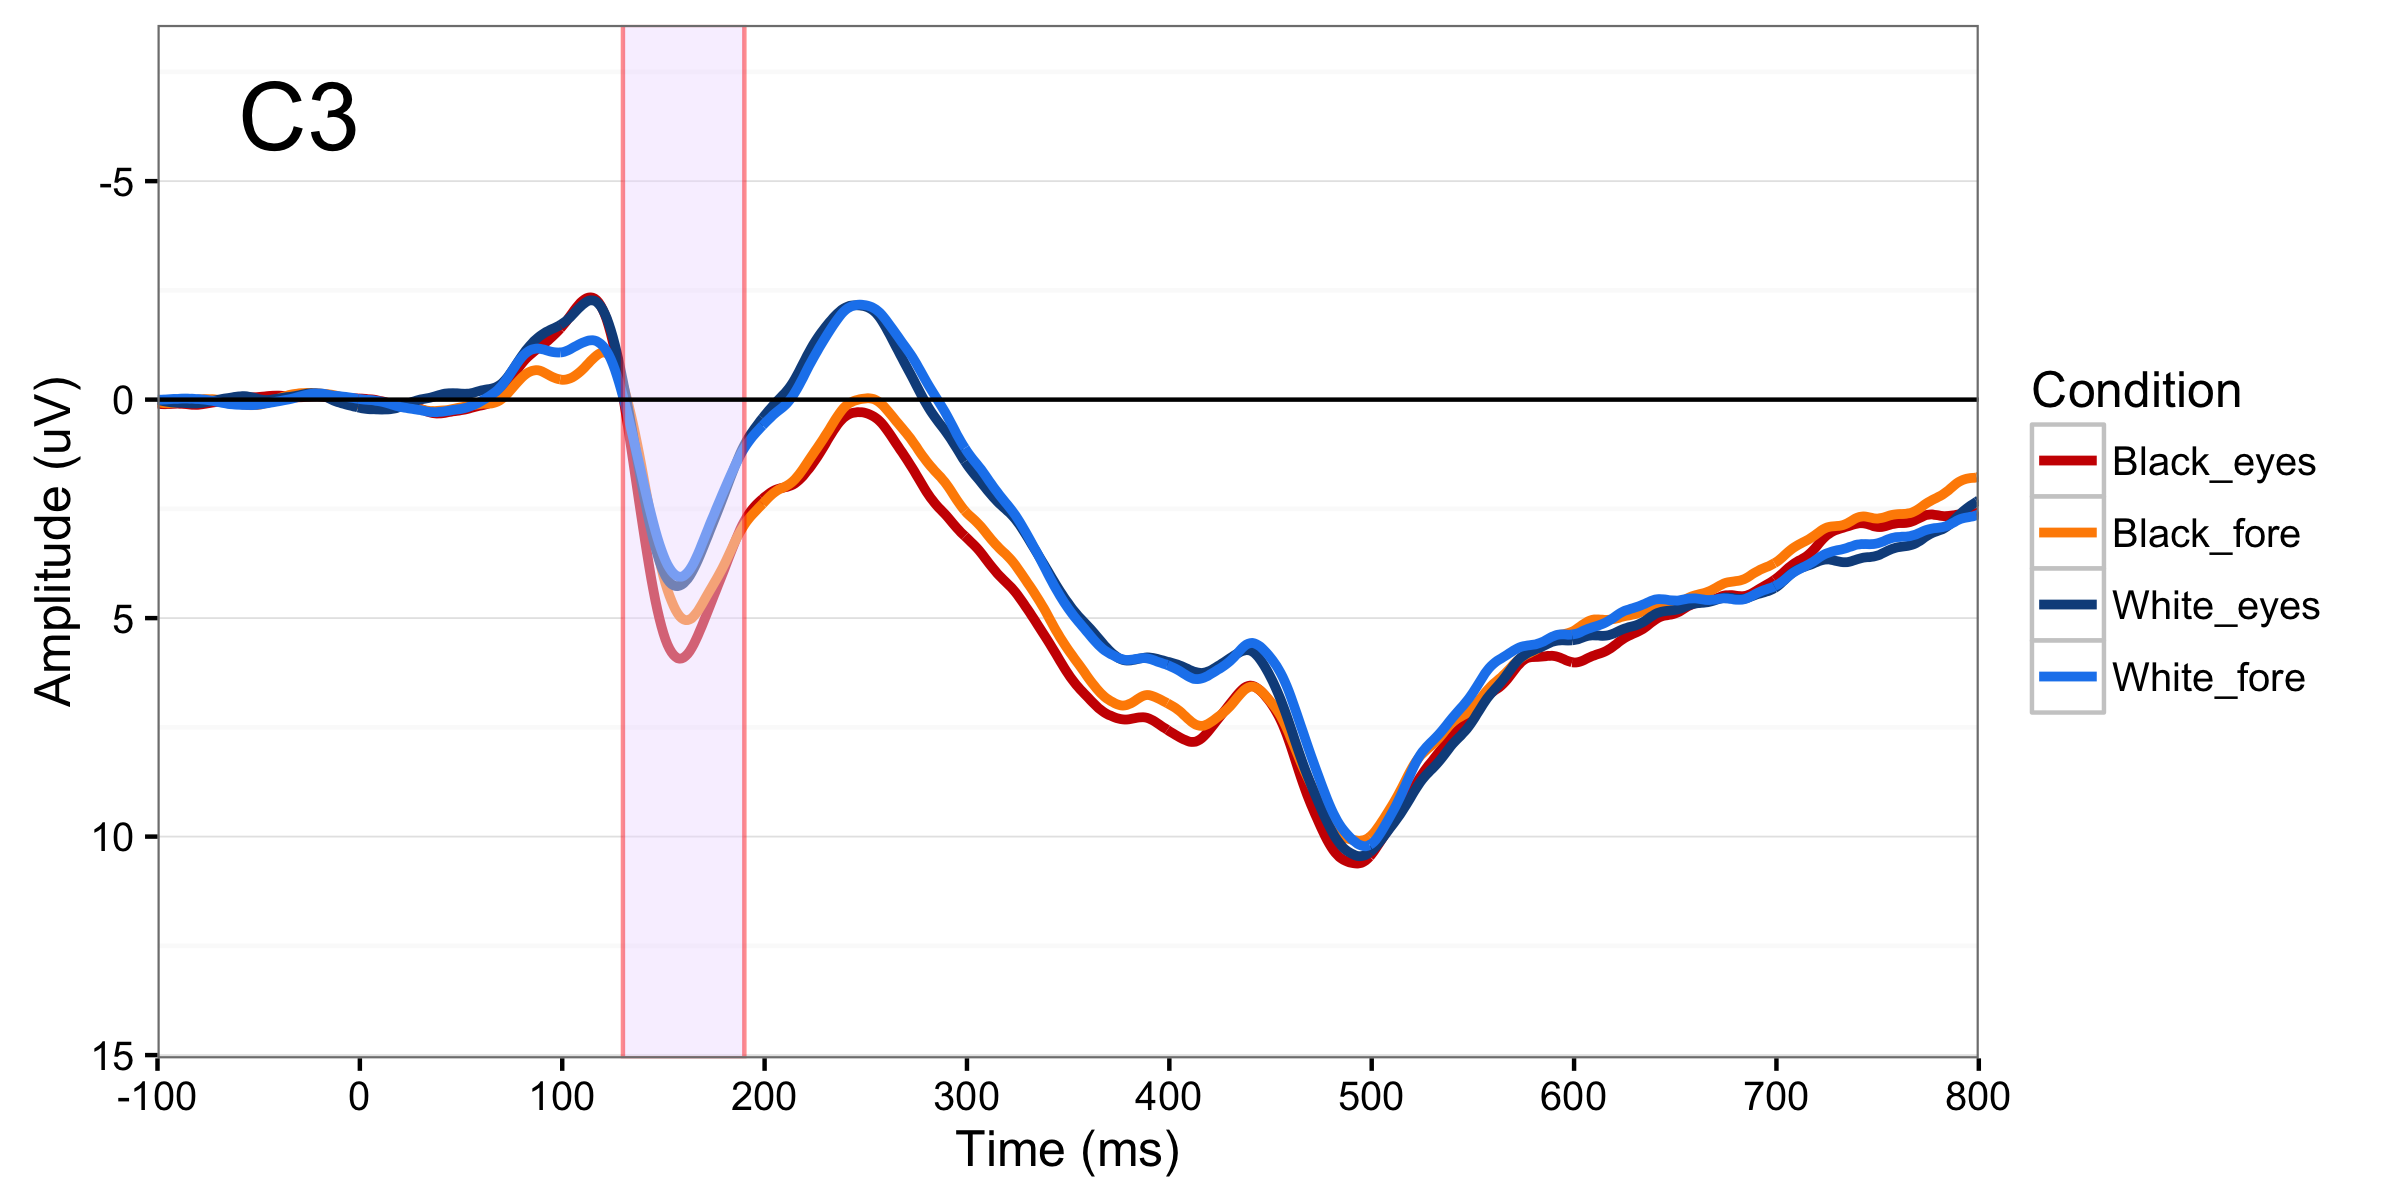 C3
-5
0
5
10
15
Amplitude (uV)
-100 0 100 200 300 400 500 600 700 800
Time (ms)
Condition
Black_eyes
Black_fore
White_eyes
White_fore